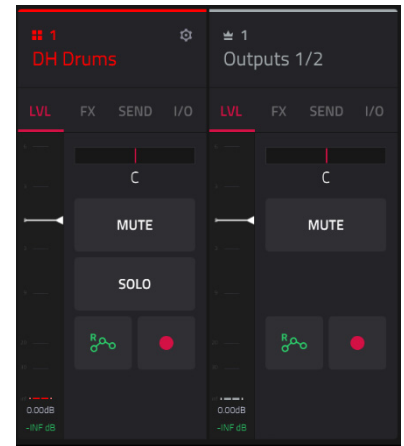 1
DH Drums
LVL FX SEND I/O
C
MUTE
SOLO
R
0.00dB
-INF dB
1
Outputs 1/2
LVL FX SEND I/O
C
MUTE
R
0.00dB
-INF dB